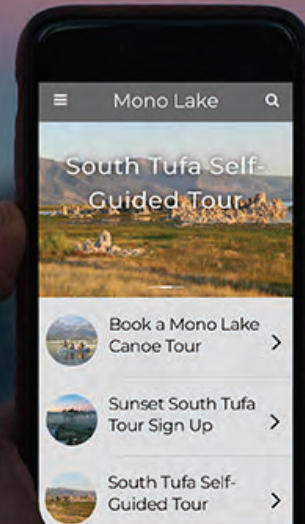 Mono Lake
South Tufa Self-
Guided Tour
Book a Mono Lake
Canoe Tour
Sunset South Tufa
Tour Sign Up
South Tufa Self-
Guided Tour